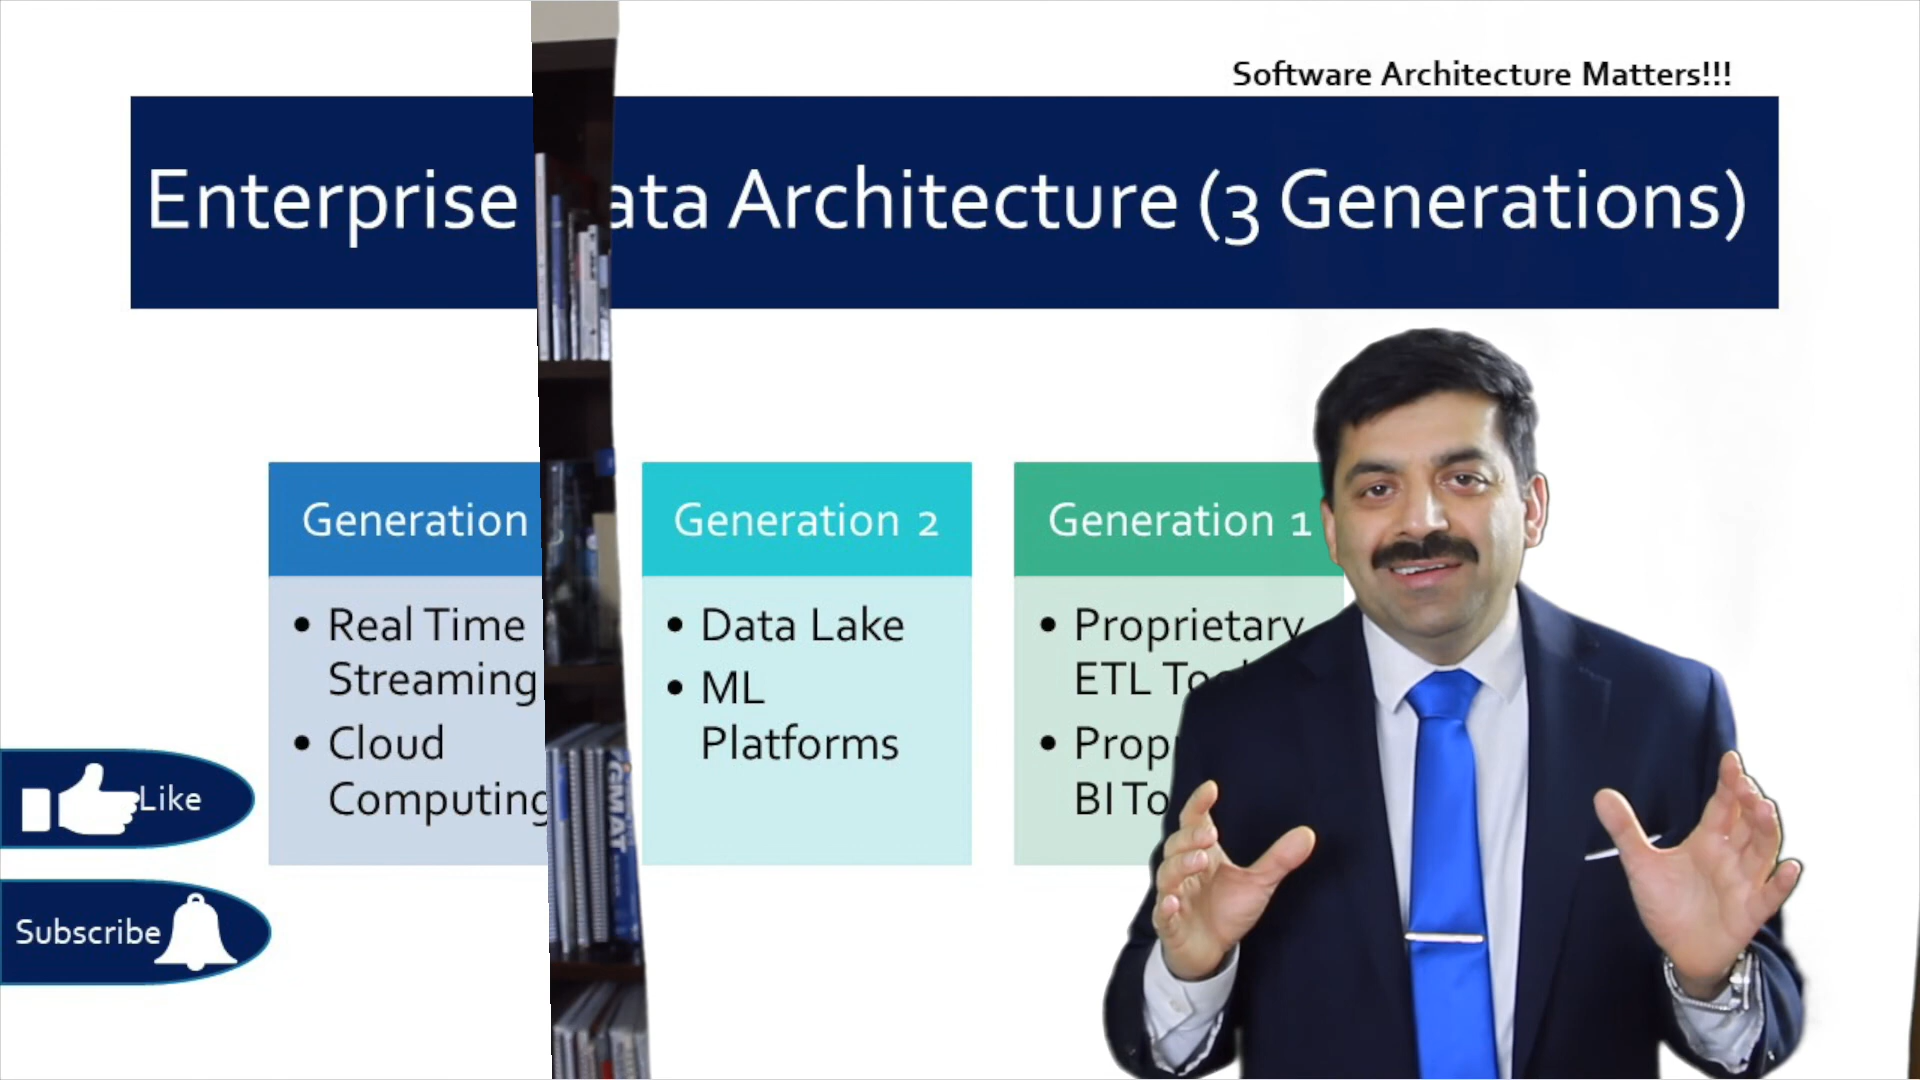 Software Architecture Matters!!!
Enterprise ata Architecture (3 Generations)
Generation
Real Time
Streaming
Cloud
Computing
Generation 2
Data Lake
ML
Platforms
Generation 1
Proprietary
ETL
BI
Like
Subscribe
GMAT